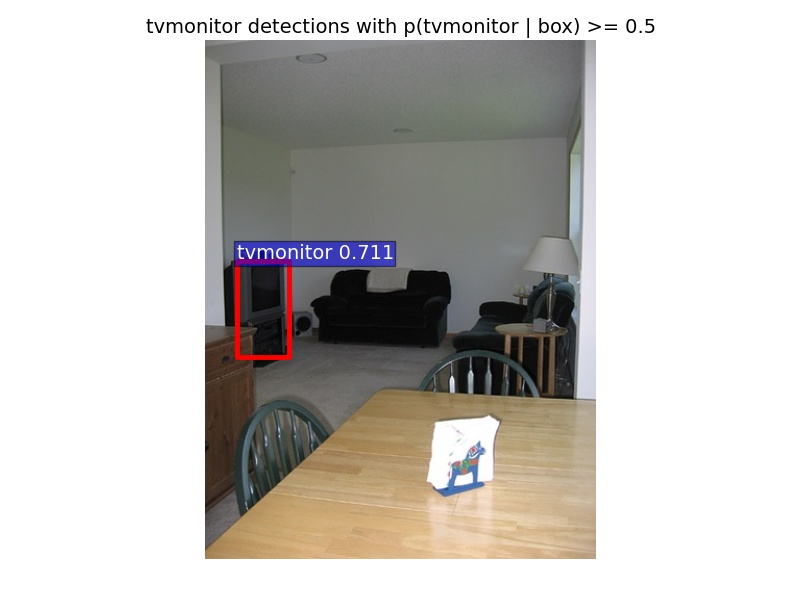 tvmonitor detections with p(tvmonitor | box) >= 0.5
tvmonitor 0.711